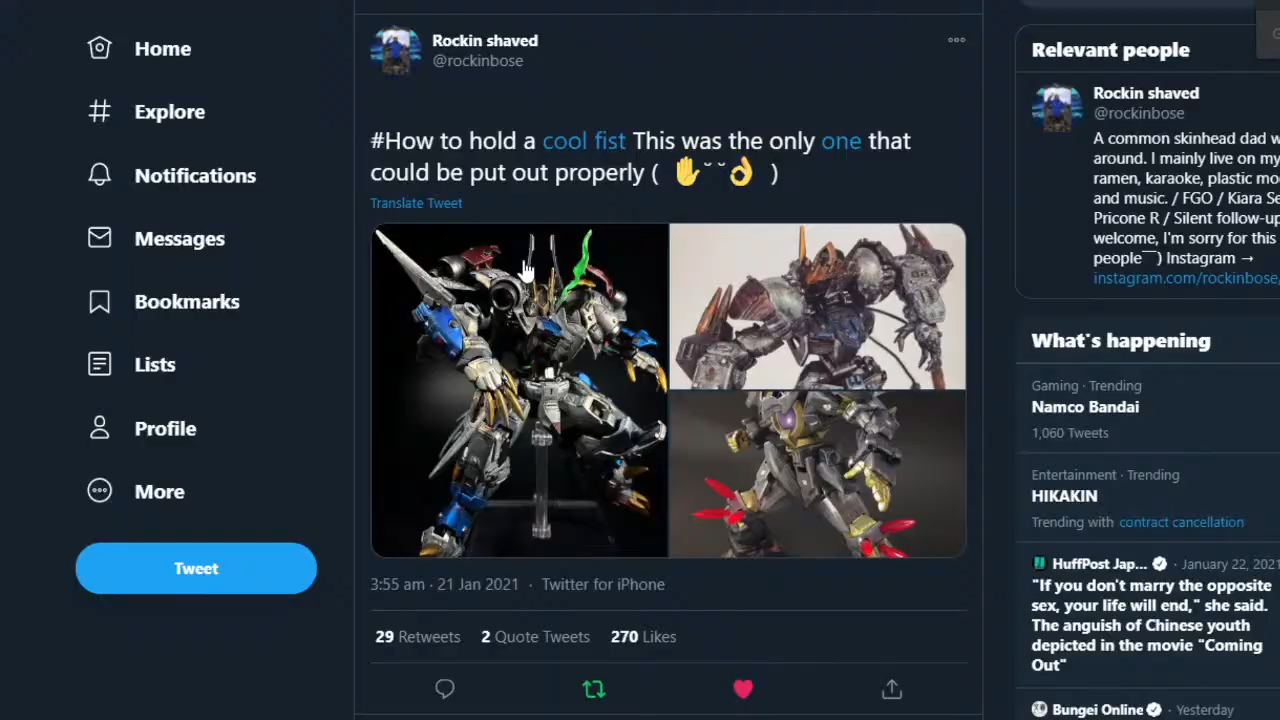 Home
Explore
Notifications
Messages
Bookmarks
Lists
Profile
More
Tweet
Rockin shaved
@rockinbose
#How to hold a cool fist This was the only one that
could be put out properly ( ✋˘˘👌 )
Translate Tweet
3:55 am · 21 Jan 2021 · Twitter for iPhone
29 Retweets 2 Quote Tweets 270 Likes
Relevant people
Rockin shaved
@rockinbose
A common skinhead dad w
around. I mainly live on my
ramen, karaoke, plastic mo
and music. / FGO / Kiara Se
Pricone R / Silent follow-up
welcome, I'm sorry for this
people¯) Instagram →
instagram.com/rockinbose/
What's happening
Gaming · Trending
Namco Bandai
1,060 Tweets
Entertainment · Trending
HIKAKIN
Trending with contract cancellation
HuffPost Jap... · January 22, 2021
"If you don't marry the opposite
sex, your life will end," she said.
The anguish of Chinese youth
depicted in the movie "Coming
Out"
Bungei Online · Yesterday